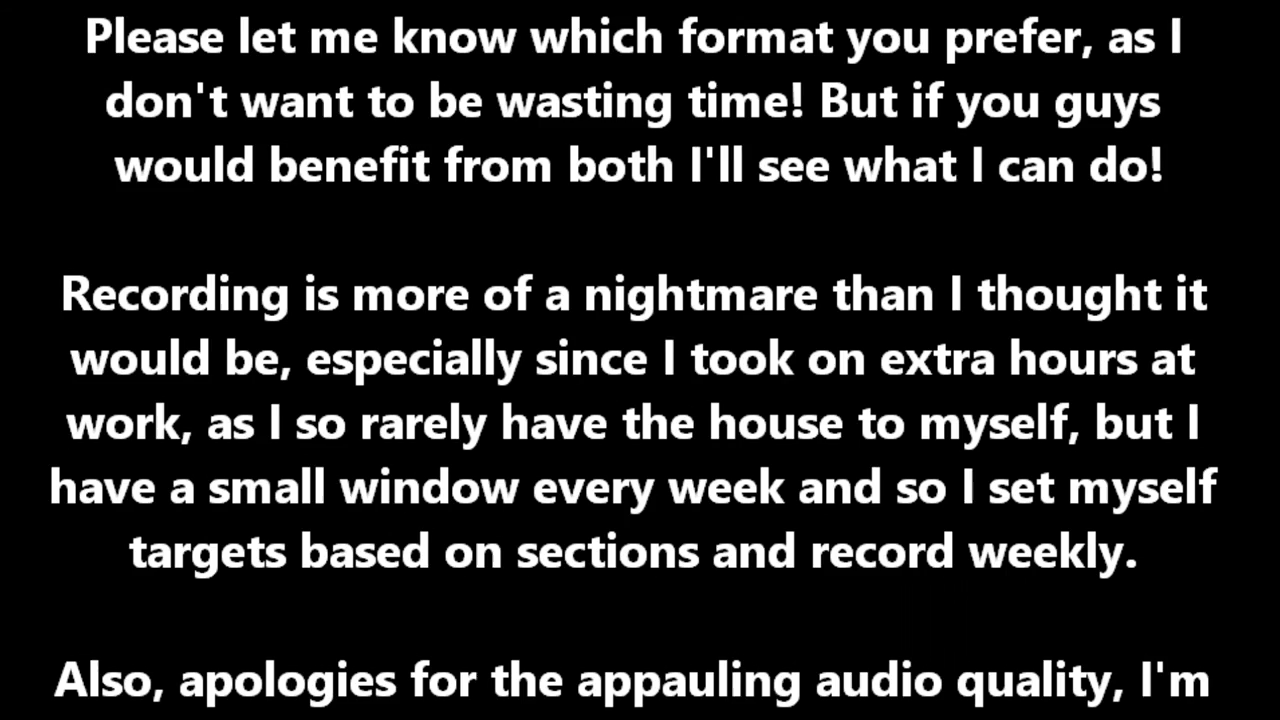 Please let me know which format you prefer, as I
don't want to be wasting time! But if you guys
would benefit from both I'll see what I can do!
Recording is more of a nightmare than I thought it
would be, especially since I took on extra hours at
work, as I so rarely have the house to myself, but I
have a small window every week and so I set myself
targets based on sections and record weekly.
Also, apologies for the appauling audio quality, I'm